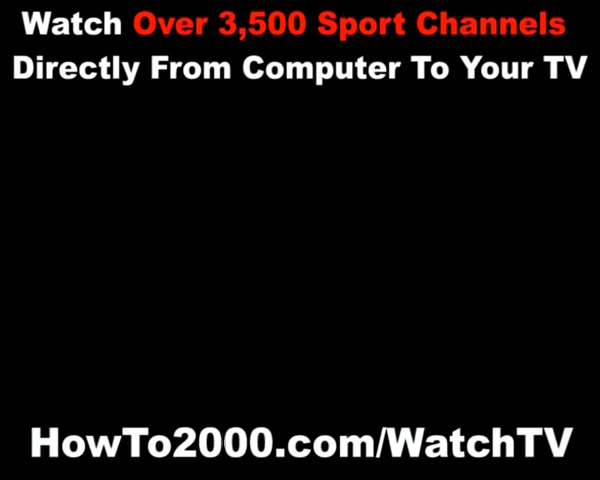 Watch Over 3,500 Sport Channels
Directly From Computer To Your TV
HowTo2000.com/WatchTV